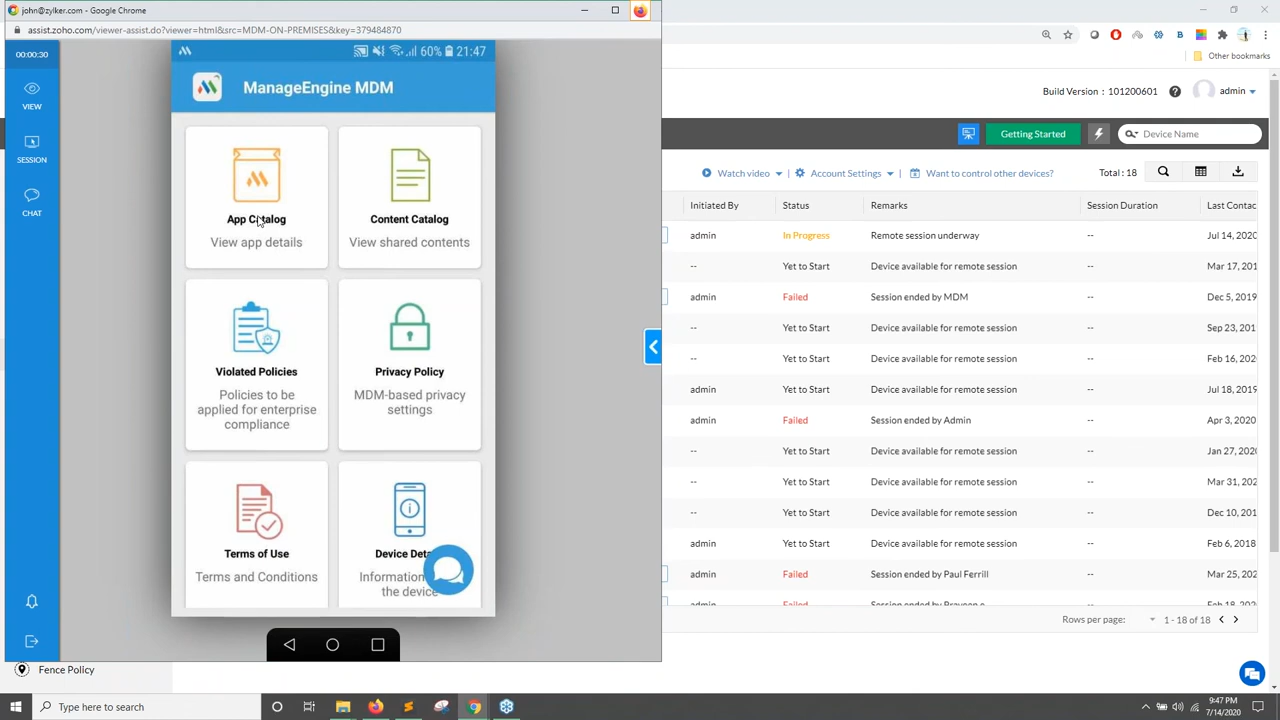 john@zylker.com - Google Chrome
assist.zoho.com/viewer-assist.do?viewer=html&src=MDM-ON-PREMISES&key=379484870
00:00:30
VIEW
SESSION
CHAT
60% 21:47
ManageEngine MDM
App Catalog
View app details
Content Catalog
View shared contents
Violated Policies
Policies to be
applied for enterprise
compliance
Privacy Policy
MDM-based privacy
settings
Terms of Use
Terms and Conditions
Device
Information
the device
Other bookmarks
Build Version : 101200601
admin
Getting Started
Device Name
Watch video
Account Settings
Want to control other devices?
Total : 18
Initiated By Status Remarks Session Duration Last Contac
admin In Progress Remote session underway -- Jul 14, 2020
-- Yet to Start Device available for remote session -- Mar 17, 201
admin Failed Session ended by MDM -- Dec 5, 2019
-- Yet to Start Device available for remote session -- Sep 23, 201
-- Yet to Start Device available for remote session -- Feb 16, 202
admin Yet to Start Device available for remote session -- Jul 18, 2019
admin Failed Session ended by Admin -- Apr 3, 2020
-- Yet to Start Device available for remote session -- Jan 27, 202
-- Yet to Start Device available for remote session -- Mar 31, 202
-- Yet to Start Device available for remote session -- Dec 10, 201
-- Yet to Start Device available for remote session -- Feb 6, 2018
admin Failed Session ended by Paul Ferrill -- Mar 25, 202
admin Failed Session ended by Praveen -- Feb 18, 202
Rows per page: 1 - 18 of 18
Fence Policy
Type here to search
9:47 PM
7/14/2020